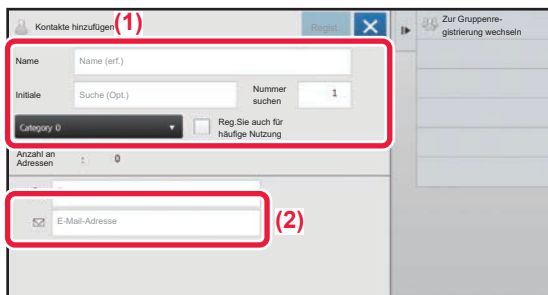 Kontakte hinzufügen
(1)
Regist.
Zur Gruppenre-
gistrierung wechseln
Name
Name (erf.)
Initiale
Suche (Opt.)
Nummer
suchen
1
Category 0
Reg.Sie auch für
häufige Nutzung
Anzahl an
Adressen
:
0
E-Mail-Adresse
(2)